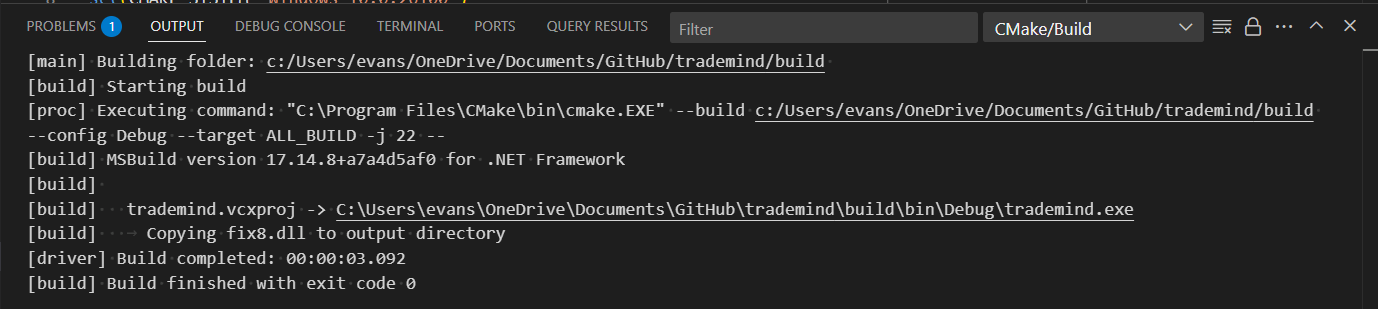 PROBLEMS 1 OUTPUT DEBUG CONSOLE TERMINAL PORTS QUERY RESULTS Filter CMake/Build
[main] Building folder: c:/Users/evans/OneDrive/Documents/GitHub/trademind/build
[build] Starting build
[proc] Executing command: "C:\Program Files\CMake\bin\cmake.EXE" --build c:/Users/evans/OneDrive/Documents/GitHub/trademind/build
--config Debug --target ALL_BUILD -j 22 --
[build] MSBuild version 17.14.8+a7a4d5af0 for .NET Framework
[build]
[build] trademind.vcxproj -> C:\Users\evans\OneDrive\Documents\GitHub\trademind\build\bin\Debug\trademind.exe
[build] → Copying fix8.dll to output directory
[driver] Build completed: 00:00:03.092
[build] Build finished with exit code 0